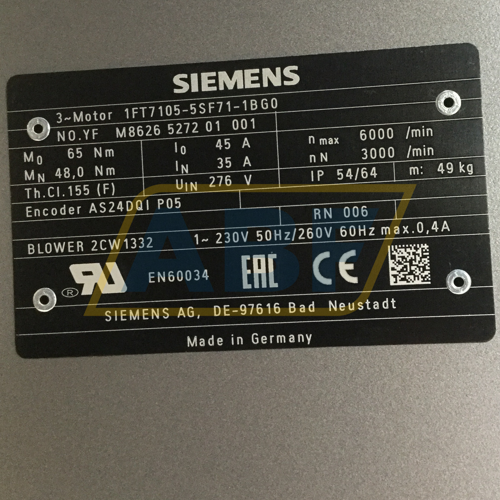 SIEMENS
3~Motor 1FT7105-5SF71-1BG0
NO.YF M8626 5272 01 001
M0 65 Nm I0 45 A n max 6000 /min
MN 48,0 Nm IN 35 A n N 3000 /min
Th.Cl.155 (F) UIN 276 V IP 54/64 m: 49 kg
Encoder AS24DQI P05 RN 006
BLOWER 2CW1332 1~ 230V 50Hz/260V 60Hz max.0,4A
® RU EN60034 EAC CE
ABF
SIEMENS AG, DE-97616 Bad Neustadt
Made in Germany